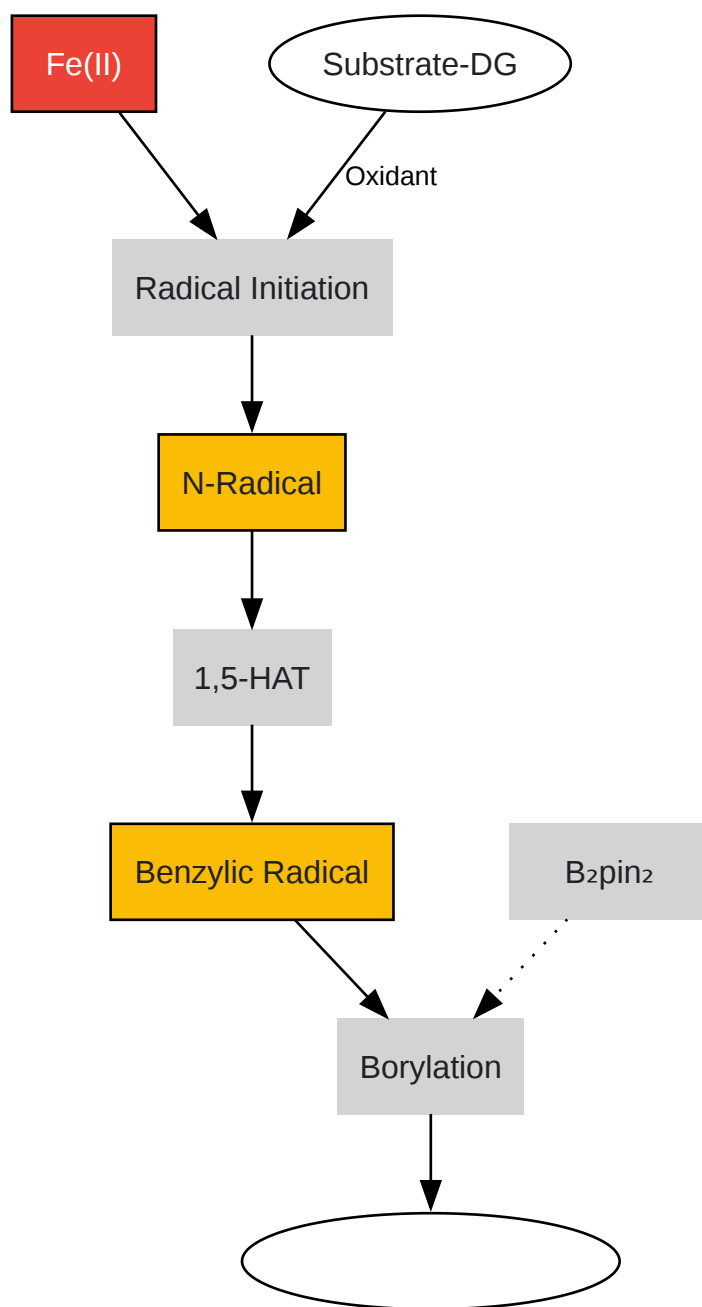 Fe(II)
Substrate-DG
Oxidant
Radical Initiation
N-Radical
1,5-HAT
Benzylic Radical
B₂pin₂
Borylation